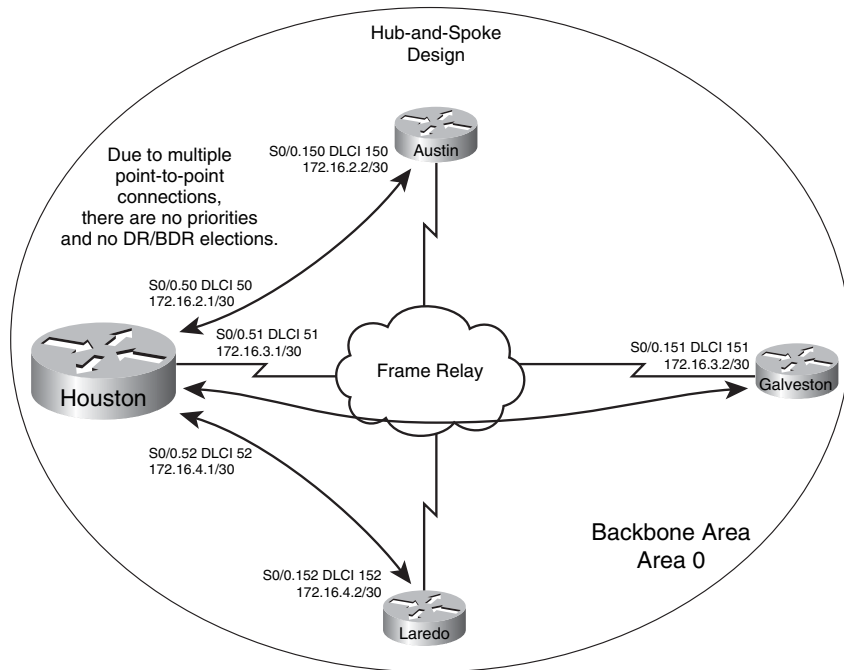 Hub-and-Spoke
Design
S0/0.150 DLCI 150
172.16.2.2/30
Austin
Due to multiple
point-to-point
connections,
there are no priorities
and no DR/BDR elections.
S0/0.50 DLCI 50
172.16.2.1/30
S0/0.51 DLCI 51
172.16.3.1/30
Houston
Frame Relay
S0/0.151 DLCI 151
172.16.3.2/30
Galveston
S0/0.52 DLCI 52
172.16.4.1/30
Backbone Area
Area 0
S0/0.152 DLCI 152
172.16.4.2/30
Laredo